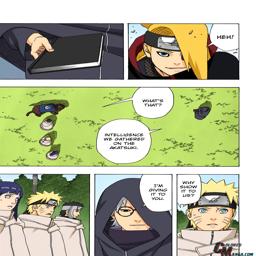 HEH!
WHAT'S
THAT?
INTELLIGENCE
WE GATHERED
ON THE
AKATSUKI.
I'M
GIVING IT
TO YOU.
WHY
SHOW IT
TO US?